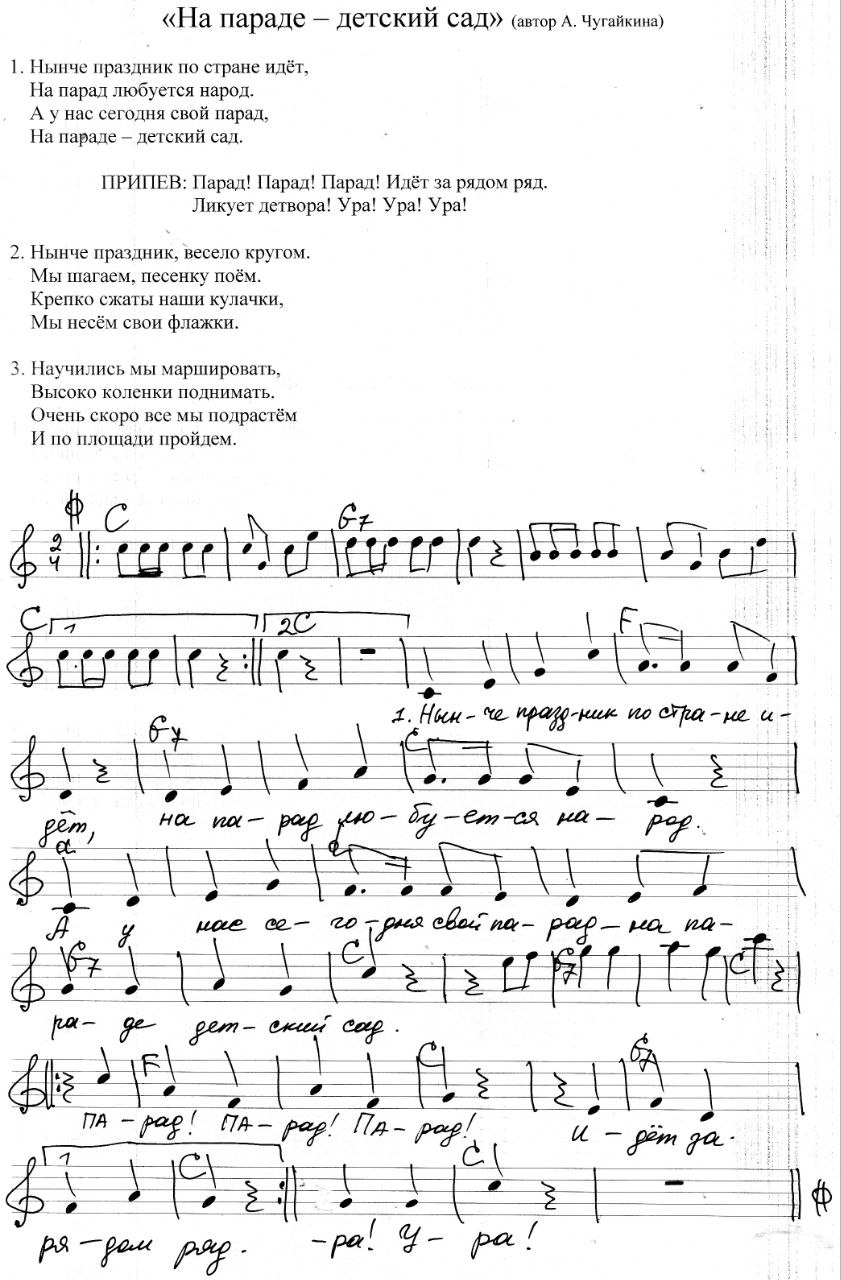 «На параде – детский сад» (автор А. Чугайкина)
1. Нынче праздник по стране идёт,
На парад любуется народ.
А у нас сегодня свой парад,
На параде – детский сад.
ПРИПЕВ: Парад! Парад! Парад! Идёт за рядом ряд.
Ликует детвора! Ура! Ура! Ура!
2. Нынче праздник, весело кругом.
Мы шагаем, песенку поём.
Крепко сжаты наши кулачки,
Мы несём свои флажки.
3. Научились мы маршировать,
Высоко коленки поднимать.
Очень скоро все мы подрастём
И по площади пройдем.
C G7
2
4
C 1 2 C F
1. Нын- че празд-ник по стра-не и-
G7 C
дёт, на па- рад лю- бу-ет-ся на- род.
А у нас се- го-дня свой па- рад- на па-
G7 C G7 C
ра- де дет- ский сад.
F C G7
ПА - рад! ПА- рад! ПА- рад! и - дёт за-
1 C C
ря-дом ряд. -ра! У- ра!